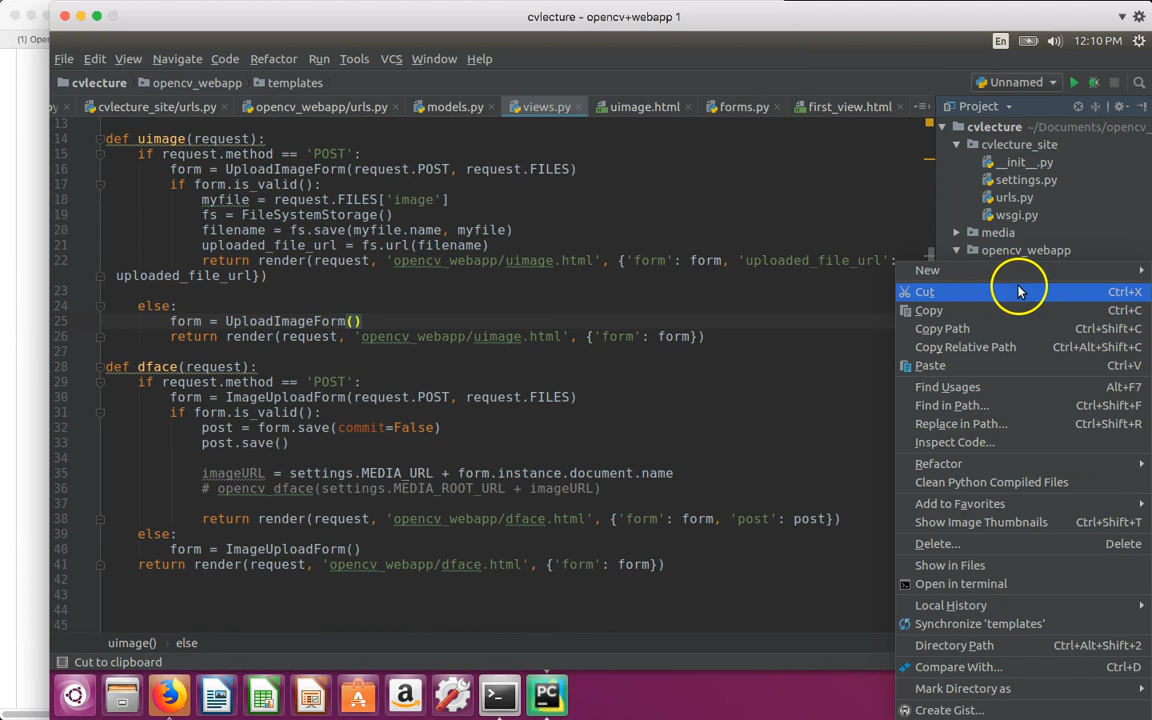 cvlecture - opencv+webapp 1
(1) Open
En
12:10 PM
File Edit View Navigate Code Refactor Run Tools VCS Window Help
cvlecture opencv_webapp templates
Unnamed
py cvlecture_site/urls.py opencv_webapp/urls.py models.py views.py uimage.html forms.py first_view.html
Project
13
14 def uimage(request):
15 if request.method == 'POST':
16 form = UploadImageForm(request.POST, request.FILES)
17 if form.is_valid():
18 myfile = request.FILES['image']
19 fs = FileSystemStorage()
20 filename = fs.save(myfile.name, myfile)
21 uploaded_file_url = fs.url(filename)
22 return render(request, 'opencv_webapp/uimage.html', {'form': form, 'uploaded_file_url':
uploaded_file_url})
23
24 else:
25 form = UploadImageForm()
26 return render(request, 'opencv_webapp/uimage.html', {'form': form})
27
28 def dface(request):
29 if request.method == 'POST':
30 form = ImageUploadForm(request.POST, request.FILES)
31 if form.is_valid():
32 post = form.save(commit=False)
33 post.save()
34
35 imageURL = settings.MEDIA_URL + form.instance.document.name
36 # opencv_dface(settings.MEDIA_ROOT_URL + imageURL)
37
38 return render(request, 'opencv_webapp/dface.html', {'form': form, 'post': post})
39 else:
40 form = ImageUploadForm()
41 return render(request, 'opencv_webapp/dface.html', {'form': form})
42
43
44
45
cvlecture ~/Documents/opencv_
cvlecture_site
__init__.py
settings.py
urls.py
wsgi.py
media
opencv_webapp
New
Cut Ctrl+X
Copy Ctrl+C
Copy Path Ctrl+Shift+C
Copy Relative Path Ctrl+Alt+Shift+C
Paste Ctrl+V
Find Usages Alt+F7
Find in Path... Ctrl+Shift+F
Replace in Path... Ctrl+Shift+R
Inspect Code...
Refactor
Clean Python Compiled Files
Add to Favorites
Show Image Thumbnails Ctrl+Shift+T
Delete... Delete
Show in Files
Open in terminal
Local History
Synchronize 'templates'
Directory Path Ctrl+Alt+Shift+2
Compare With... Ctrl+D
Mark Directory as
Create Gist...
uimage() else
Cut to clipboard
a
PC